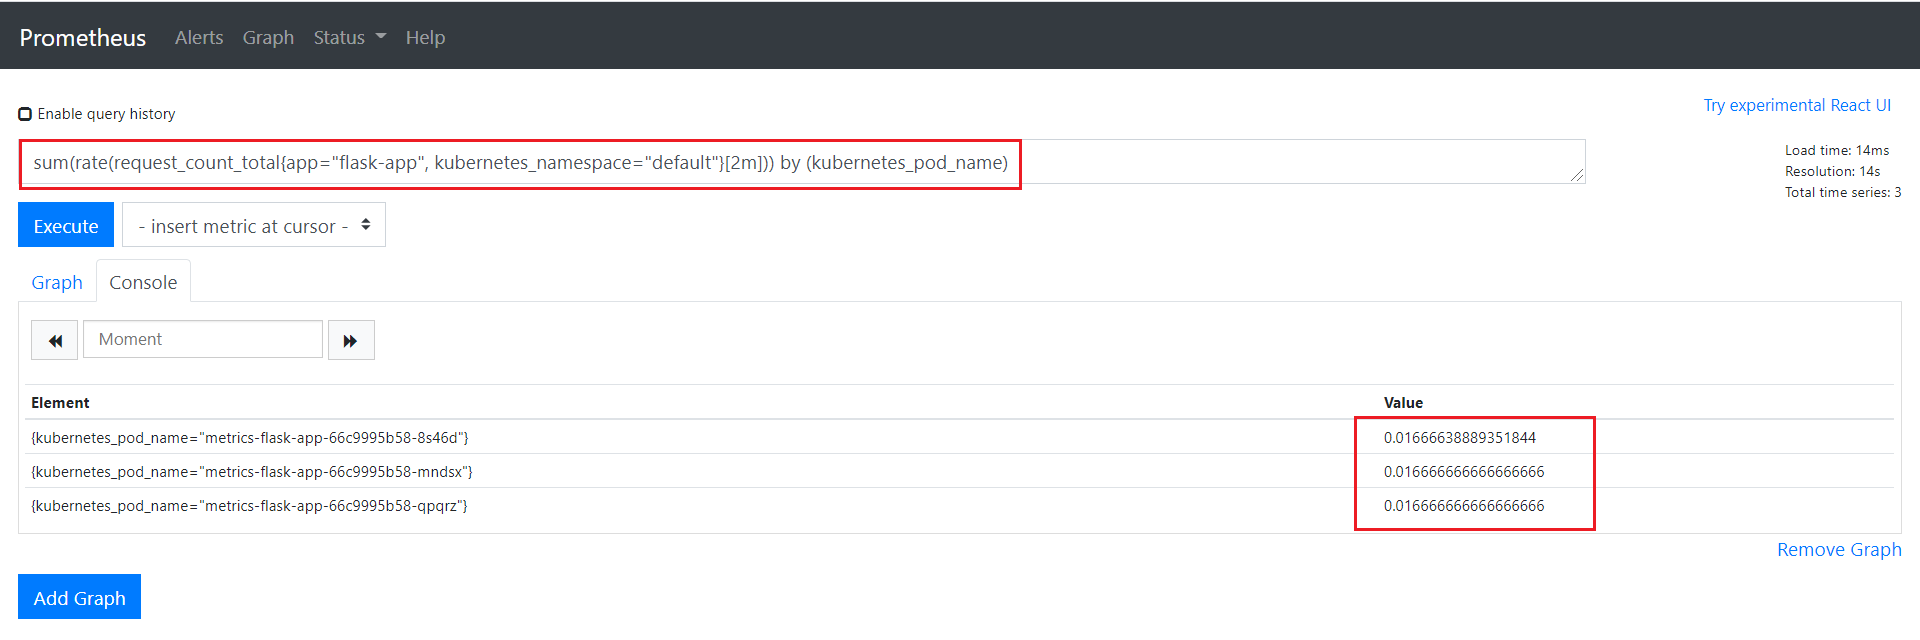 Prometheus Alerts Graph Status Help
Enable query history
Try experimental React UI
sum(rate(request_count_total{app="flask-app", kubernetes_namespace="default"}[2m])) by (kubernetes_pod_name)
Load time: 14ms
Resolution: 14s
Total time series: 3
Execute - insert metric at cursor -
Graph Console
Moment
Element Value
{kubernetes_pod_name="metrics-flask-app-66c9995b58-8s46d"} 0.01666638889351844
{kubernetes_pod_name="metrics-flask-app-66c9995b58-mndsx"} 0.016666666666666666
{kubernetes_pod_name="metrics-flask-app-66c9995b58-qpqrz"} 0.016666666666666666
Remove Graph
Add Graph